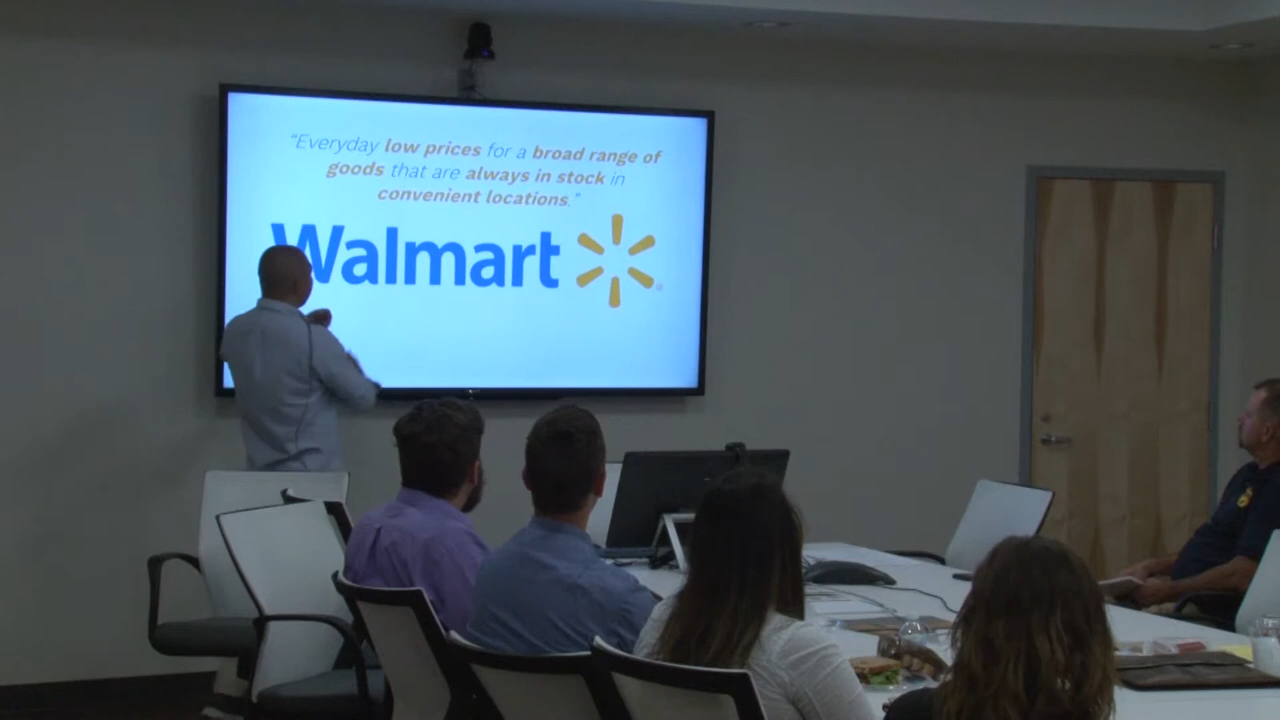 "Everyday low prices for a broad range of
goods that are always in stock in
convenient locations."
Walmart